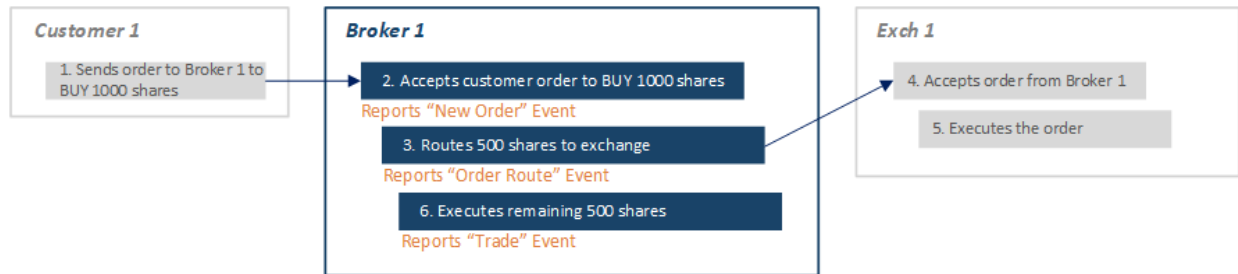 Customer 1
1. Sends order to Broker 1 to
BUY 1000 shares
Broker 1
2. Accepts customer order to BUY 1000 shares
Reports “New Order” Event
3. Routes 500 shares to exchange
Reports “Order Route” Event
6. Executes remaining 500 shares
Reports “Trade” Event
Exch 1
4. Accepts order from Broker 1
5. Executes the order